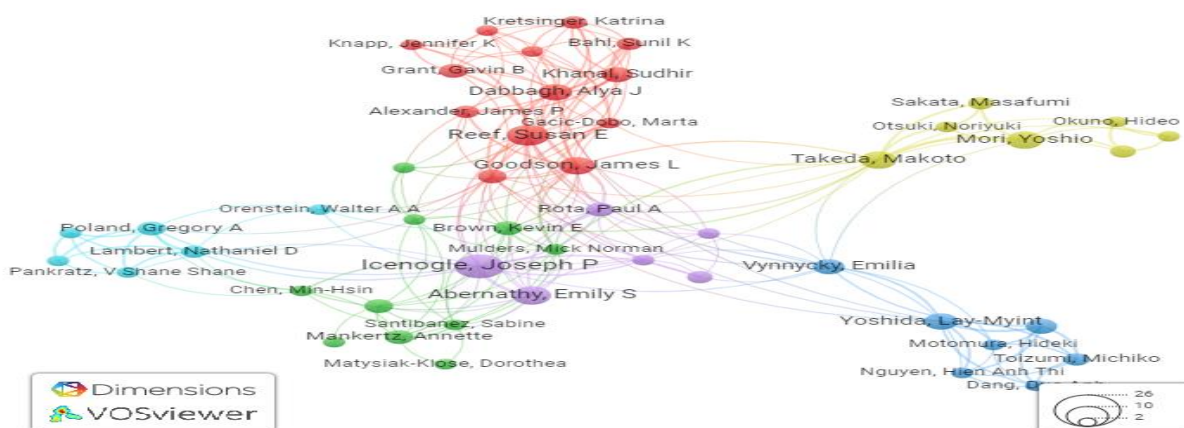 Kretsinger, Katrina
Knapp, Jennifer K
Bahl, Sunil K
Grant, Gavin B
Khanal, Sudhir
Dabbagh, Alya J
Alexander, James P
Gacic-Dobo, Marta
Reef, Susan E
Goodson, James L
Sakata, Masafumi
Otsuki, Noriyuki
Okuno, Hideo
Mori, Yoshio
Takeda, Makoto
Orenstein, Walter A A
Rota, Paul A
Poland, Gregory A
Brown, Kevin E
Lambert, Nathaniel D
Mulders, Mick Norman
Pankratz, V Shane Shane
Icenogle, Joseph P
Vynnycky, Emilia
Chen, Min-Hsin
Abernathy, Emily S
Santibanez, Sabine
Mankertz, Annette
Matysiak-Klose, Dorothea
Yoshida, Lay-Myint
Motomura, Hideki
Toizumi, Michiko
Nguyen, Hien Anh Thi
Dang,
Dimensions
VOSviewer
26
10
2